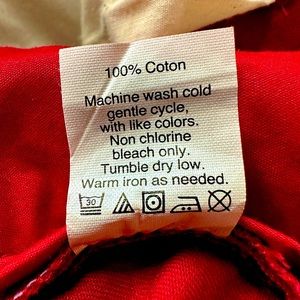 100% Coton
Machine wash cold
gentle cycle,
with like colors.
Non chlorine
bleach only.
Tumble dry low.
Warm iron as needed.
30